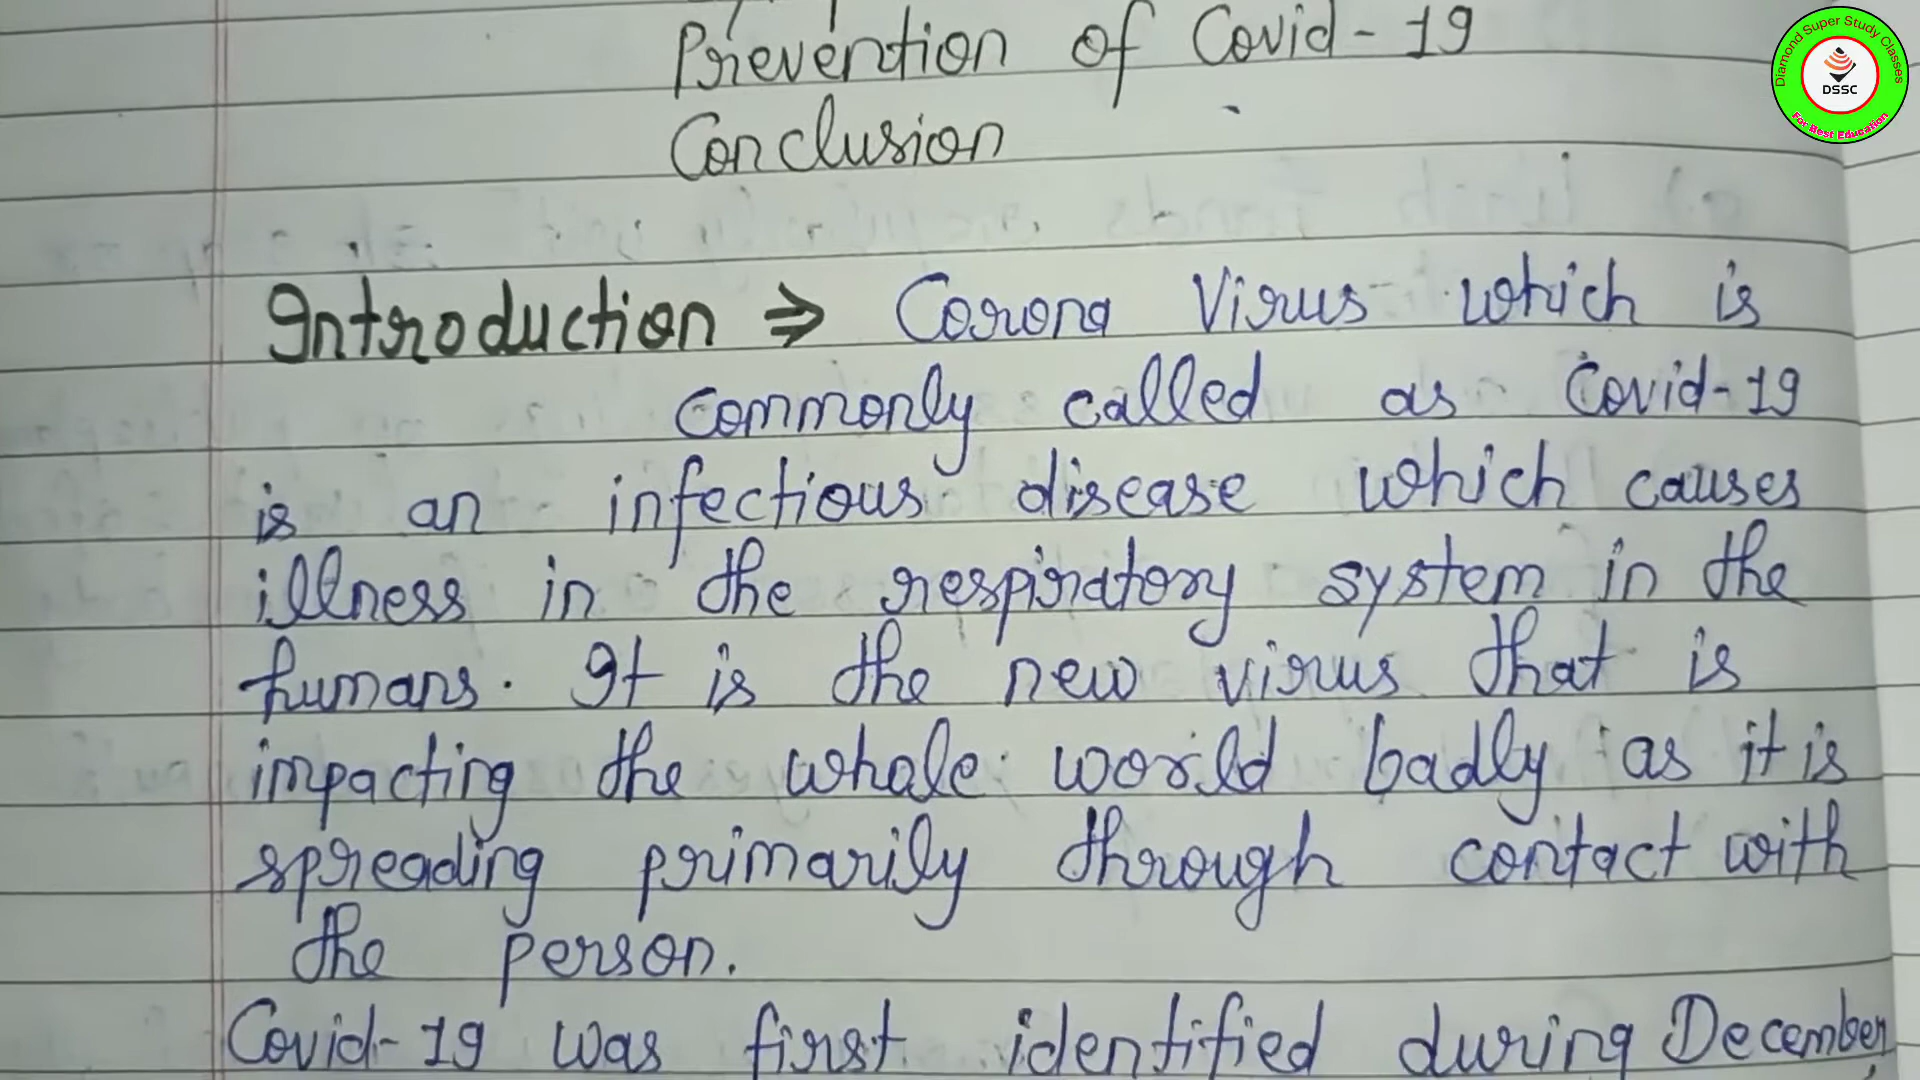 Prevention of Covid-19
Conclusion
Introduction ⇒ Corona Virus which is
commonly called as Covid-19
is an infectious disease which causes
illness in the respiratory system in the
humans. It is the new virus that is
impacting the whole world badly as it is
spreading primarily through contact with
the person.
Covid-19 was first identified during December
Diamond Super Study Classes
DSSC
For Best Education